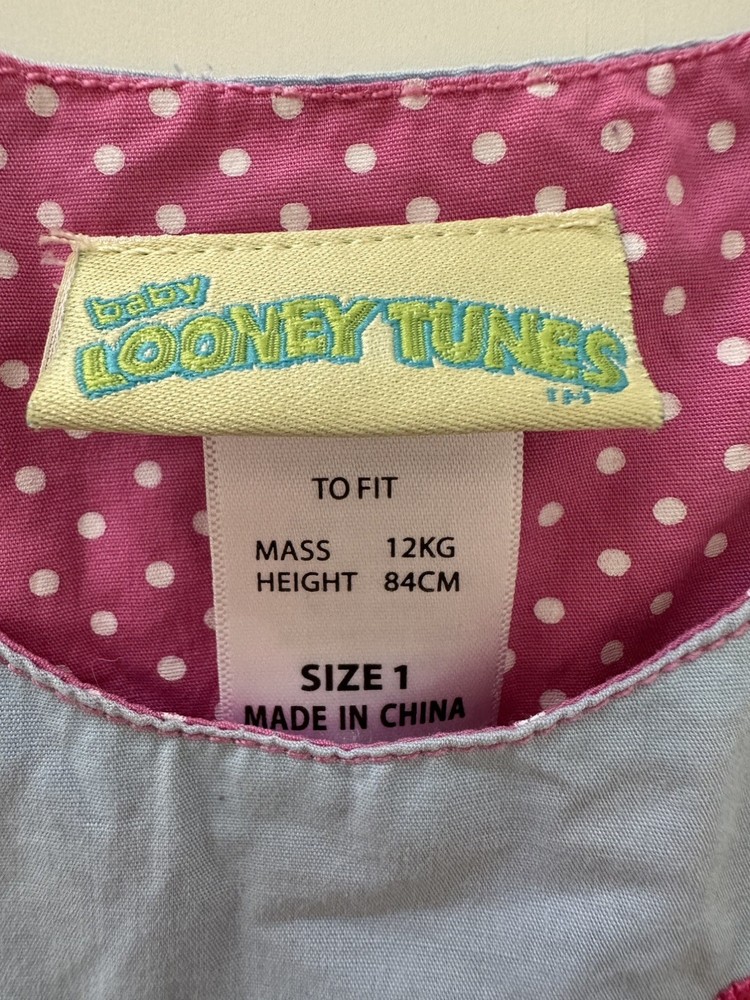 baby
LOONEY TUNES
TM
TO FIT
MASS 12KG
HEIGHT 84CM
SIZE 1
MADE IN CHINA